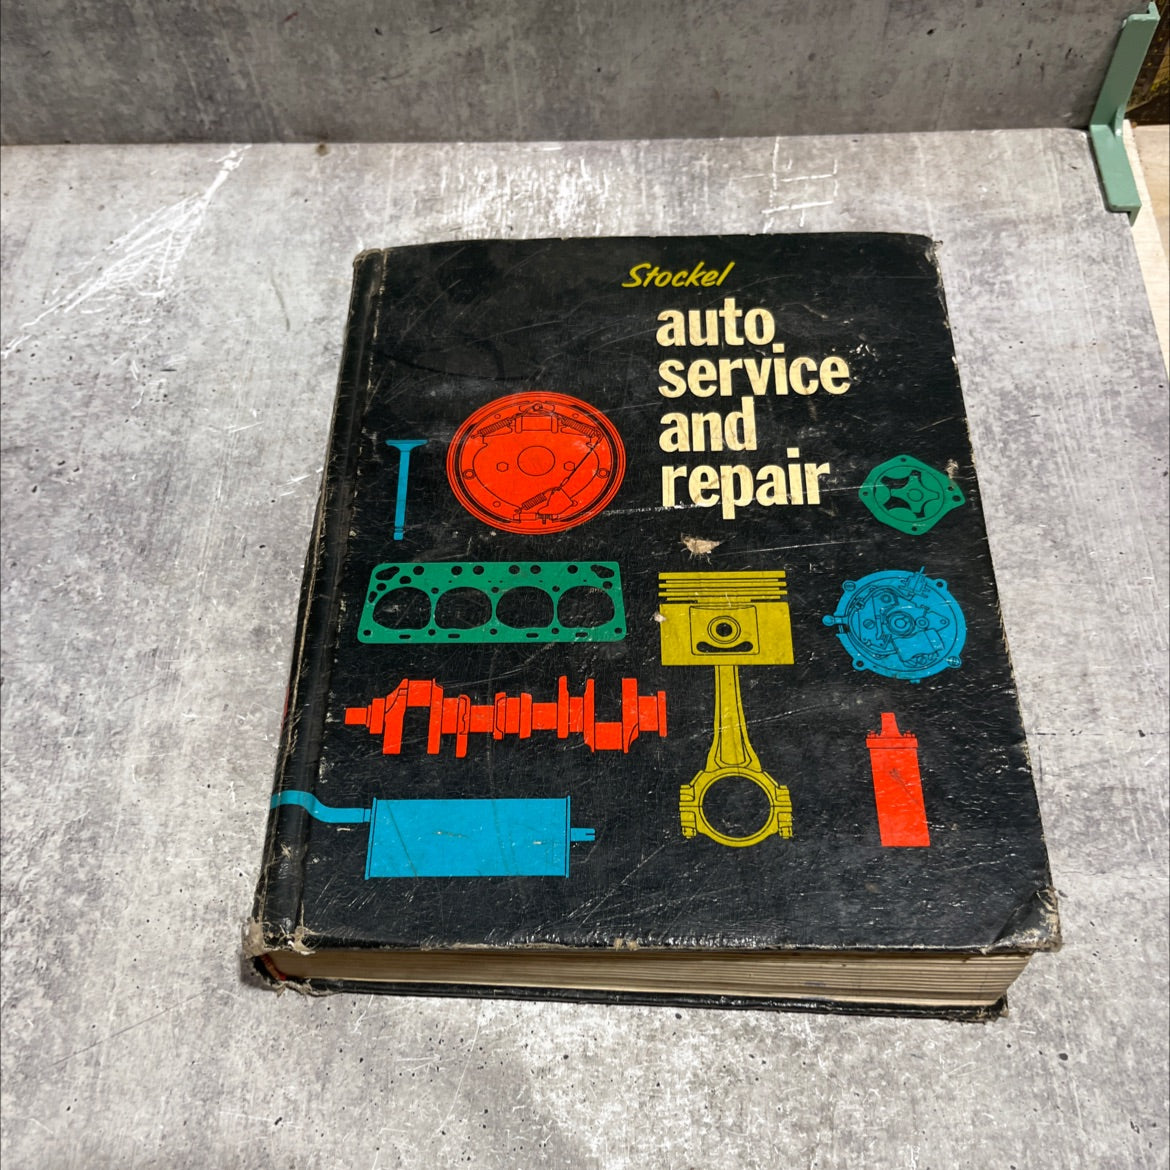 Stockel
auto
service
and
repair